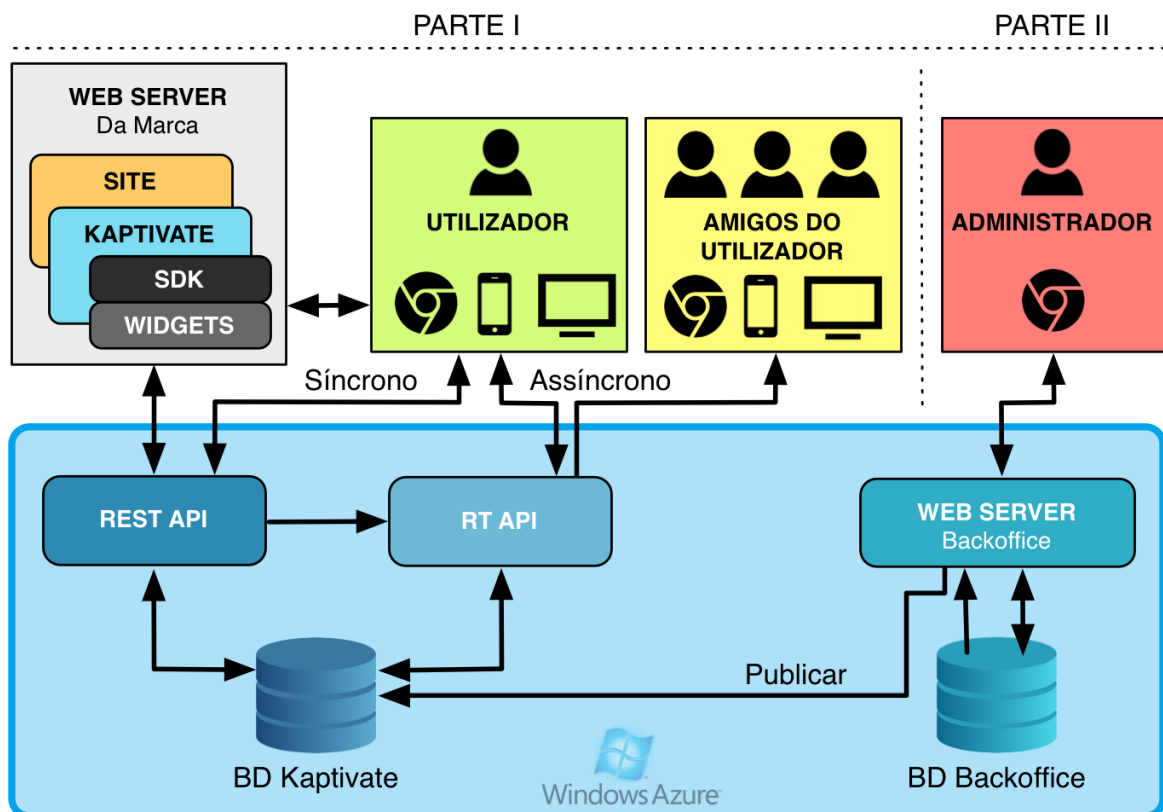 PARTE I
PARTE II
WEB SERVER
Da Marca
SITE
KAPTIVATE
SDK
WIDGETS
UTILIZADOR
AMIGOS DO
UTILIZADOR
ADMINISTRADOR
Síncrono
Assíncrono
REST API
RT API
WEB SERVER
Backoffice
Publicar
BD Kaptivate
BD Backoffice
Windows Azure